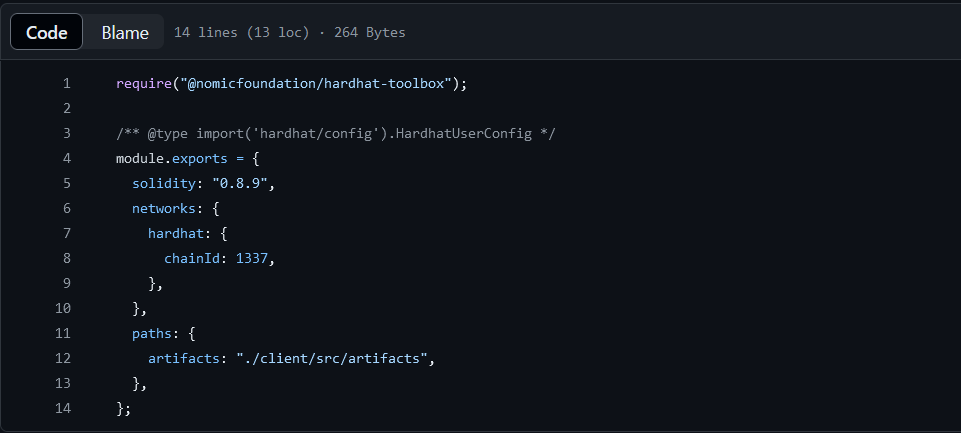 Code Blame 14 lines (13 loc) · 264 Bytes
1 require("@nomicfoundation/hardhat-toolbox");
2
3 /** @type import('hardhat/config').HardhatUserConfig */
4 module.exports = {
5 solidity: "0.8.9",
6 networks: {
7 hardhat: {
8 chainId: 1337,
9 },
10 },
11 paths: {
12 artifacts: "./client/src/artifacts",
13 },
14 };